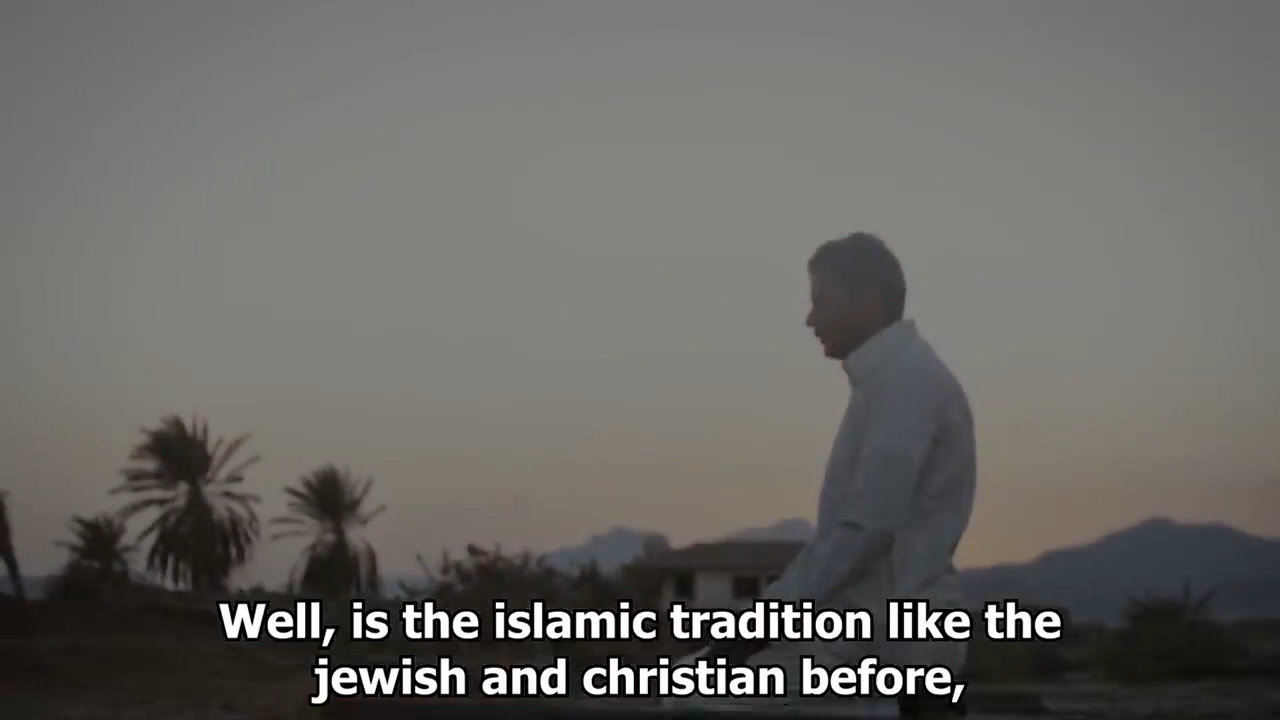 Well, is the islamic tradition like the
jewish and christian before,